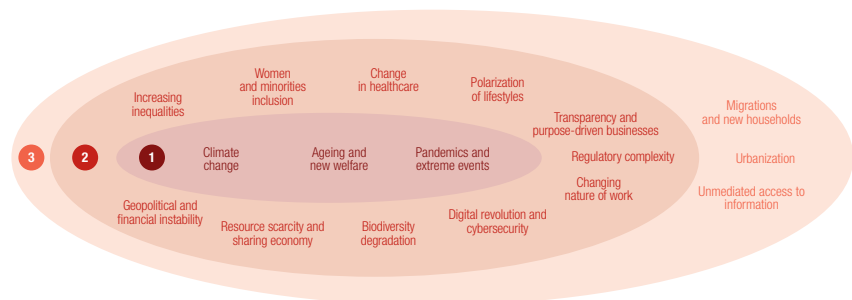 Women
and minorities
inclusion
Change
in healthcare
Polarization
of lifestyles
Increasing
inequalities
Migrations
and new households
Transparency and
purpose-driven businesses
3
2
1
Climate
change
Ageing and
new welfare
Pandemics and
extreme events
Regulatory complexity
Urbanization
Changing
nature of work
Unmediated access to
information
Geopolitical and
financial instability
Resource scarcity and
sharing economy
Biodiversity
degradation
Digital revolution and
cybersecurity